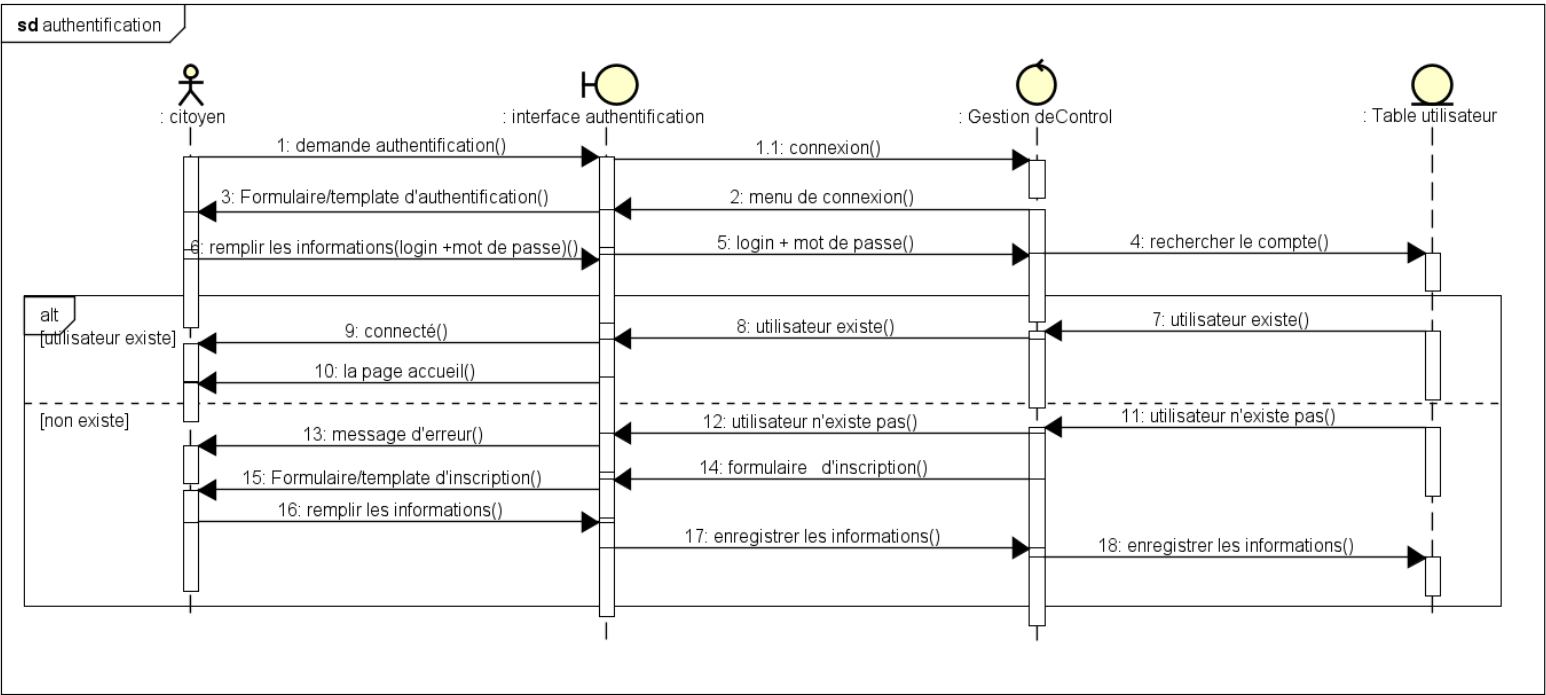 sd authentification
: citoyen
: interface authentification
: Gestion deControl
: Table utilisateur
1: demande authentification()
1.1: connexion()
3: Formulaire/template d'authentification()
2: menu de connexion()
6: remplir les informations(login +mot de passe)()
5: login + mot de passe()
4: rechercher le compte()
alt
[utilisateur existe]
9: connecté()
8: utilisateur existe()
7: utilisateur existe()
10: la page accueil()
[non existe]
13: message d'erreur()
12: utilisateur n'existe pas()
11: utilisateur n'existe pas()
15: Formulaire/template d'inscription()
14: formulaire   d'inscription()
16: remplir les informations()
17: enregistrer les informations()
18: enregistrer les informations()